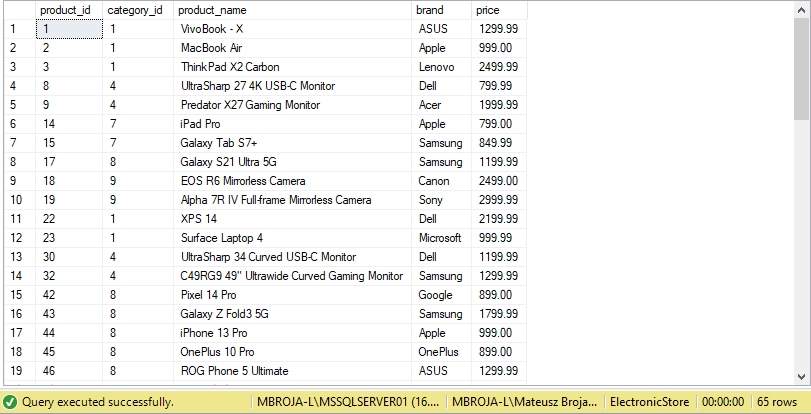 product_id category_id product_name brand price
1 1 1 VivoBook - X ASUS 1299.99
2 2 1 MacBook Air Apple 999.00
3 3 1 ThinkPad X2 Carbon Lenovo 2499.99
4 8 4 UltraSharp 27 4K USB-C Monitor Dell 799.99
5 9 4 Predator X27 Gaming Monitor Acer 1999.99
6 14 7 iPad Pro Apple 799.00
7 15 7 Galaxy Tab S7+ Samsung 849.99
8 17 8 Galaxy S21 Ultra 5G Samsung 1199.99
9 18 9 EOS R6 Mirrorless Camera Canon 2499.00
10 19 9 Alpha 7R IV Full-frame Mirrorless Camera Sony 2999.99
11 22 1 XPS 14 Dell 2199.99
12 23 1 Surface Laptop 4 Microsoft 999.99
13 30 4 UltraSharp 34 Curved USB-C Monitor Dell 1199.99
14 32 4 C49RG9 49" Ultrawide Curved Gaming Monitor Samsung 1299.99
15 42 8 Pixel 14 Pro Google 899.00
16 43 8 Galaxy Z Fold3 5G Samsung 1799.99
17 44 8 iPhone 13 Pro Apple 999.00
18 45 8 OnePlus 10 Pro OnePlus 899.00
19 46 8 ROG Phone 5 Ultimate ASUS 1299.99
Query executed successfully. MBROJA-L\MSSQLSERVER01 (16.... MBROJA-L\Mateusz Broja... ElectronicStore 00:00:00 65 rows